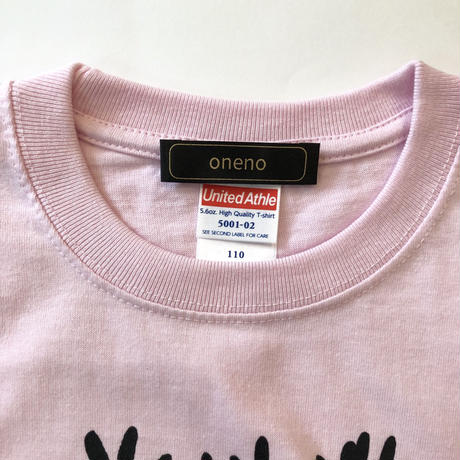 oneno
United Athle
5.6oz. High Quality T-shirt
5001-02
SEE SECOND LABEL FOR CARE
110